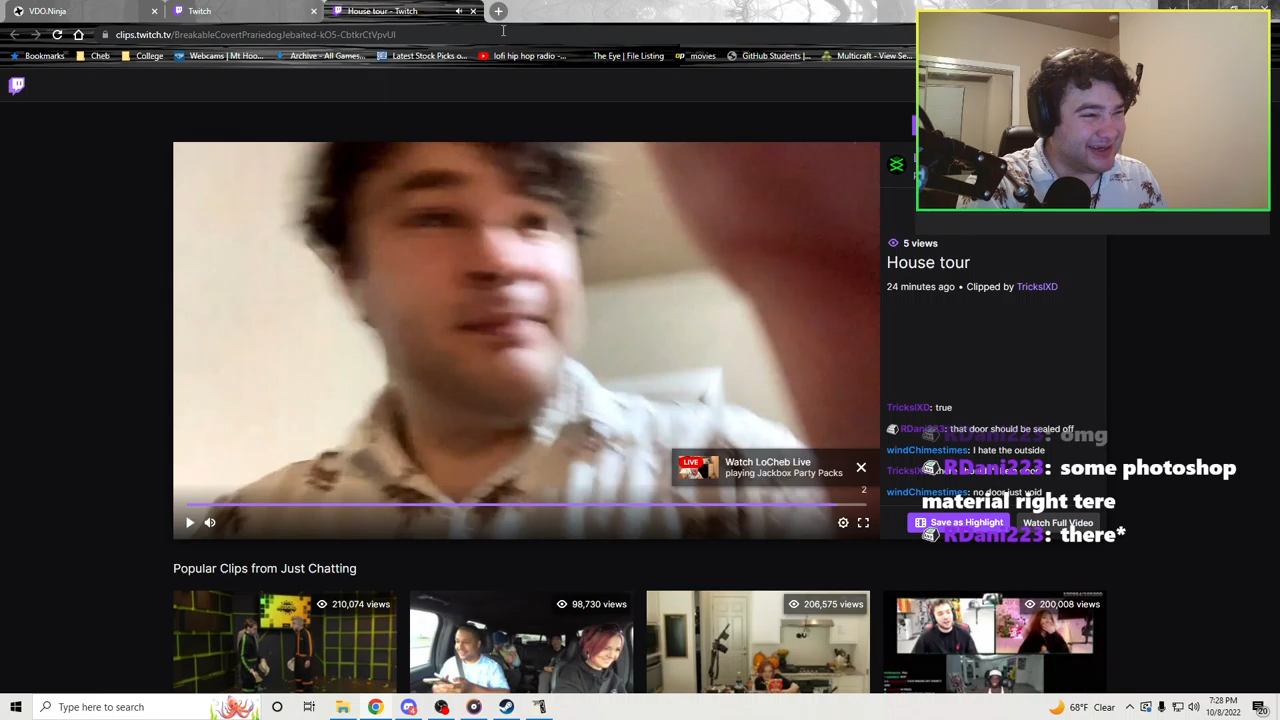 VDO.Ninja
Twitch
House tour - Twitch
clips.twitch.tv/BreakableCovertPrariedogJebaited-kO5-CbtkrCtVpvUI
Bookmarks
Cheb
College
Webcams | Mt Hoo...
Archive - All Games...
Latest Stock Picks o...
lofi hip hop radio -...
The Eye | File Listing
movies
GitHub Students |...
Multicraft - View Se...
5 views
House tour
24 minutes ago • Clipped by TricksIXD
TricksIXD: true
RDani223: that door should be sealed off
RDani223: omg
windChimestimes: I hate the outside
RDani223: some photoshop
material right tere
windChimestimes: no door just void
RDani223: there*
LIVE
Watch LoCheb Live
playing Jackbox Party Packs
2
Save as Highlight
Watch Full Video
Popular Clips from Just Chatting
210,074 views
98,730 views
206,575 views
200,008 views
Type here to search
68°F Clear
7:28 PM
10/8/2022
20